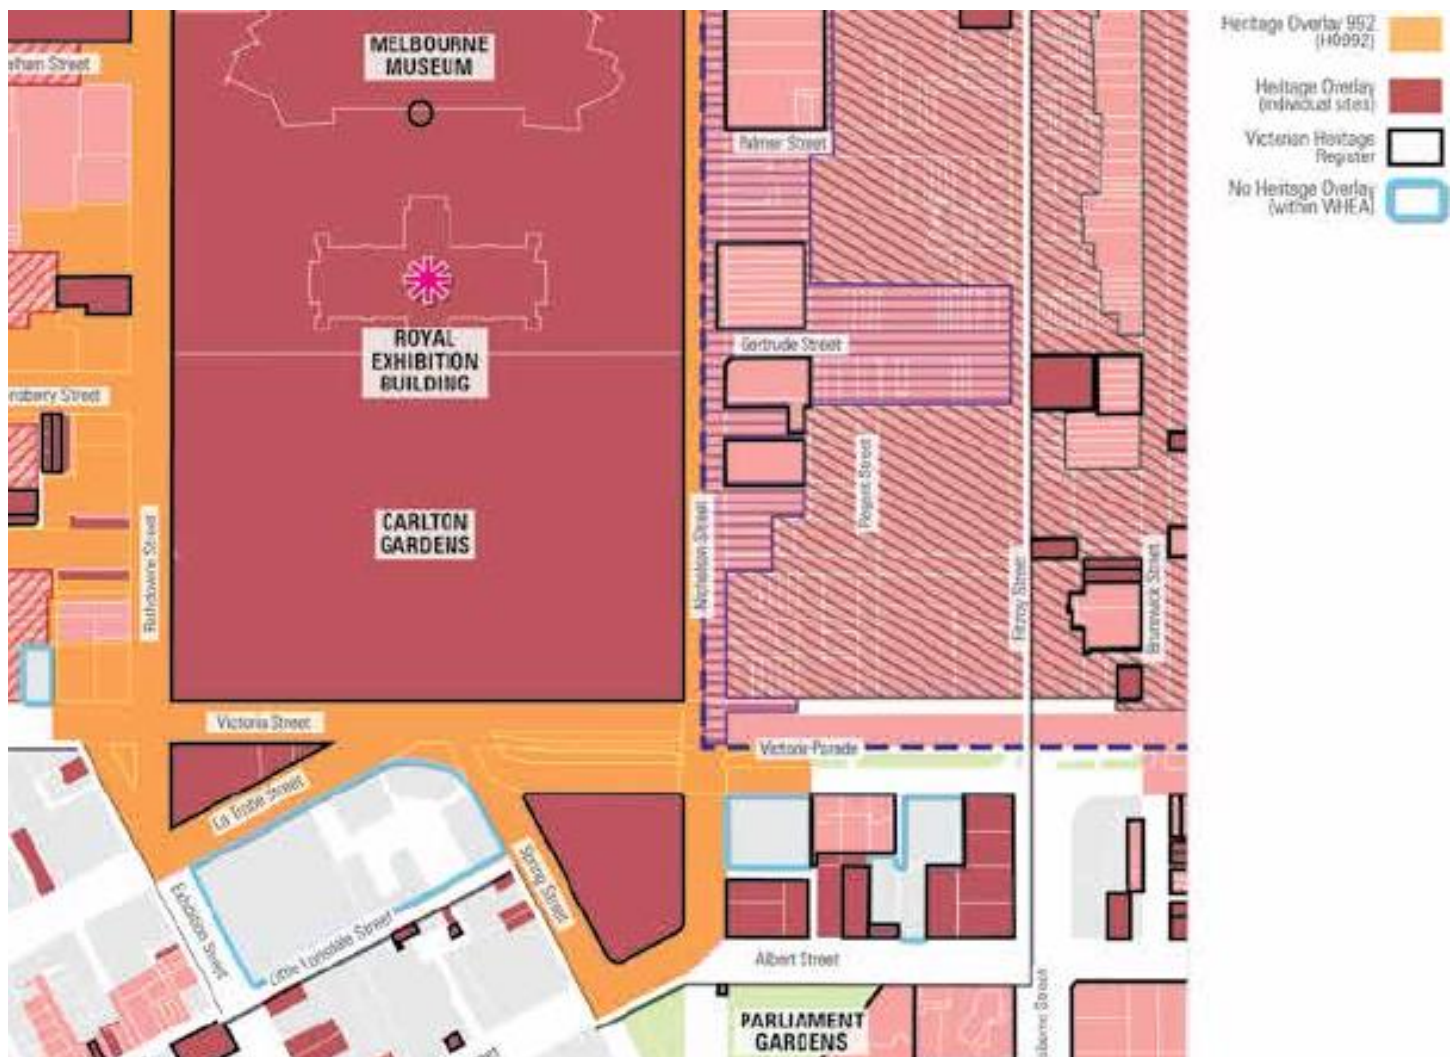 MELBOURNE
MUSEUM
Heritage Overlay 992
(HO992)
Heritage Overlay
(individual sites)
Victorian Heritage
Register
No Heritage Overlay
(within WHEA)
Palmer Street
ROYAL
EXHIBITION
BUILDING
Gertrude Street
CARLTON
GARDENS
Rathdowne Street
Nicholson Street
Regent Street
Fitzroy Street
Brunswick Street
Victoria Street
Victoria Parade
La Trobe Street
Spring Street
Exhibition Street
Little Lonsdale Street
Albert Street
PARLIAMENT
GARDENS